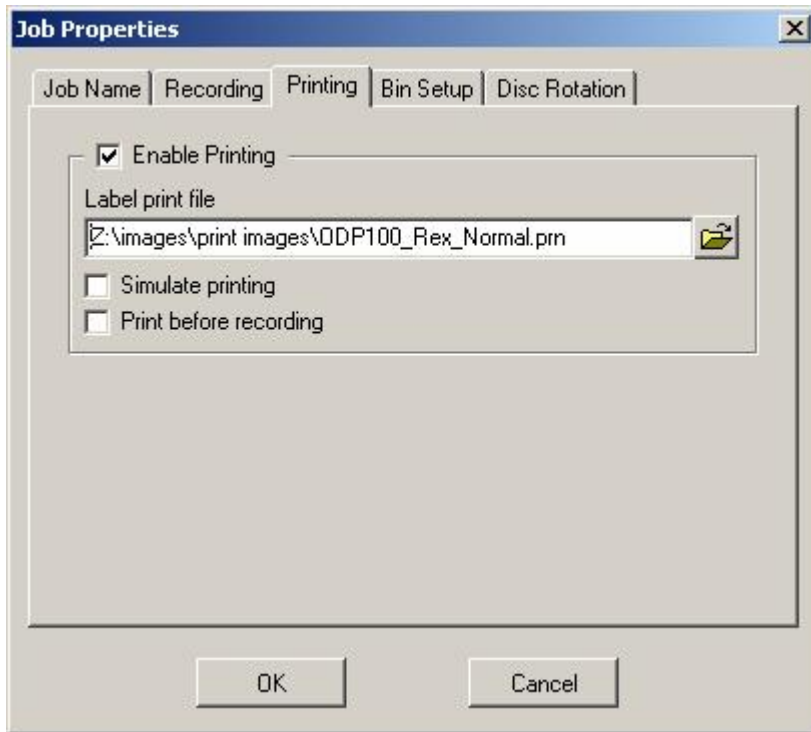 Job Properties
Job Name Recording Printing Bin Setup Disc Rotation
Enable Printing
Label print file
Z:\images\print images\ODP100_Rex_Normal.prn
Simulate printing
Print before recording
OK Cancel